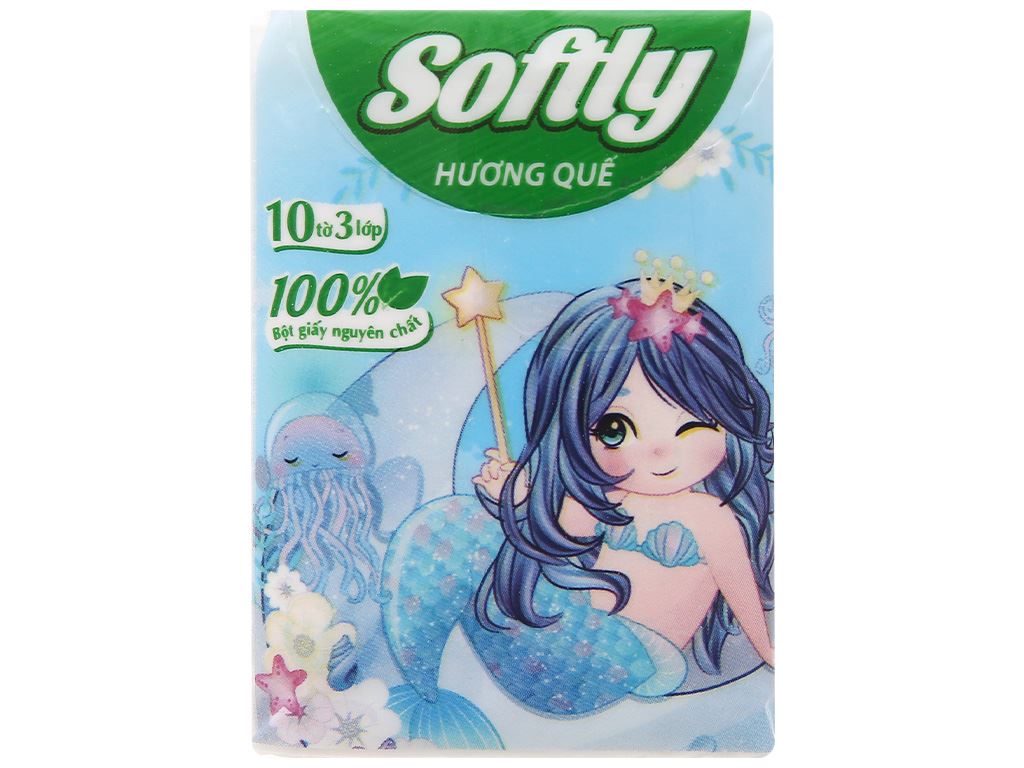 Softly
HƯƠNG QUẾ
10 tờ 3 lớp
100%
Bột giấy nguyên chất